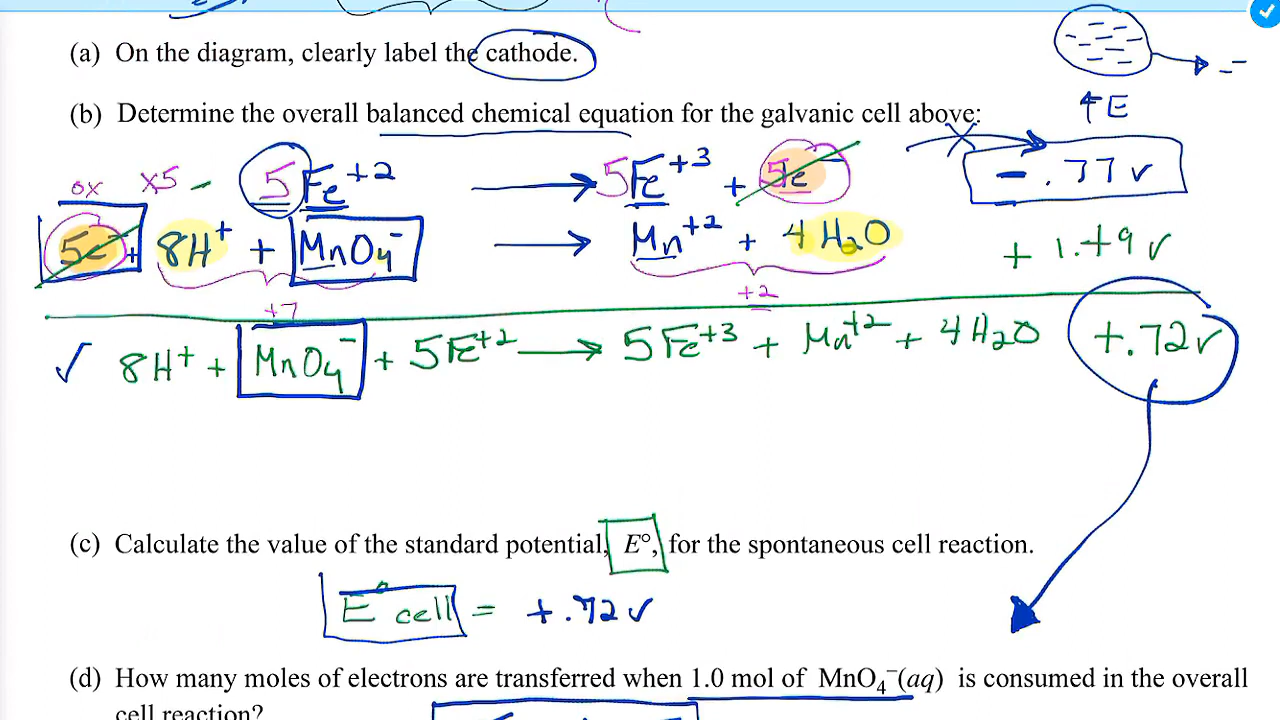 (a) On the diagram, clearly label the cathode.
↑E
(b) Determine the overall balanced chemical equation for the galvanic cell above:
ox x5 5Fe+2 → 5Fe+3 + 5e- -.77v
5e- + 8H+ + MnO4- → Mn+2 + 4H2O + 1.49v
+7 +2
✓ 8H+ + MnO4- + 5Fe+2 → 5Fe+3 + Mn+2 + 4H2O +.72v
(c) Calculate the value of the standard potential, E°, for the spontaneous cell reaction.
E° cell = +.72v
(d) How many moles of electrons are transferred when 1.0 mol of MnO4-(aq) is consumed in the overall
cell reaction?